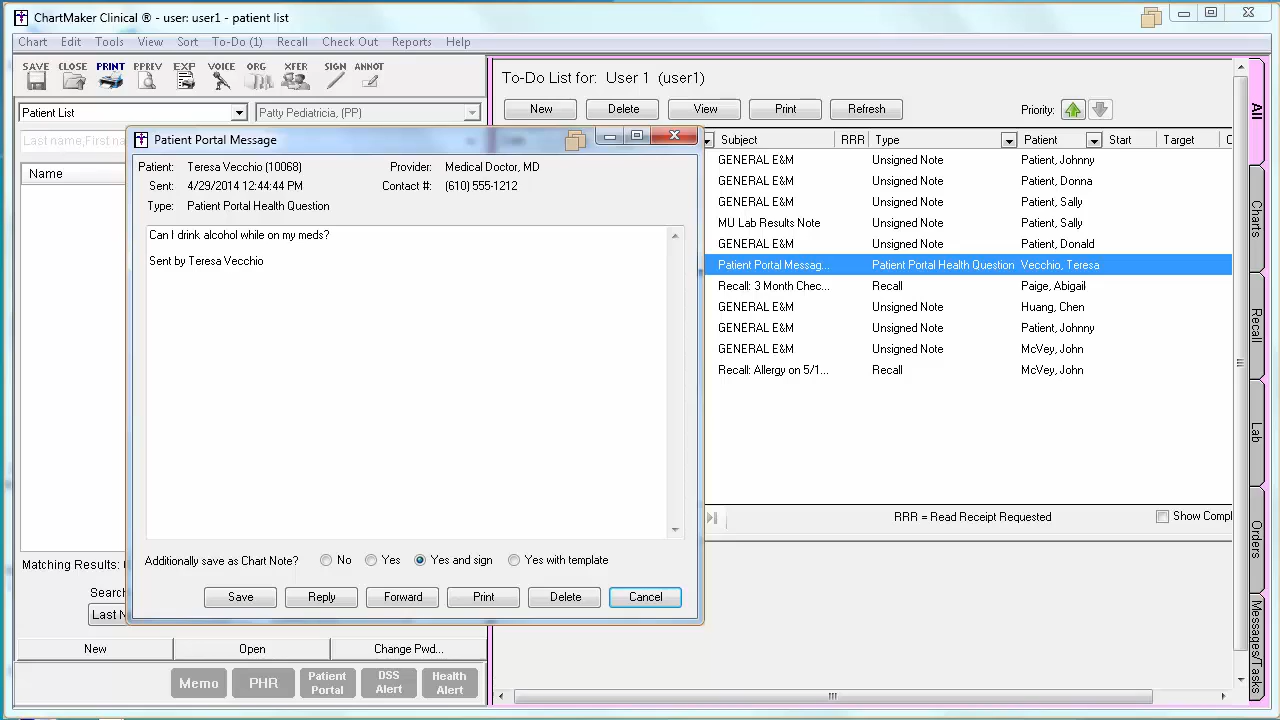 ChartMaker Clinical ® - user: user1 - patient list
Chart Edit Tools View Sort To-Do (1) Recall Check Out Reports Help
SAVE CLOSE PRINT PPREV EXP VOICE ORG XFER SIGN ANNOT
Patient List
Patty Pediatricia, (PP)
Last name,First n
Name
Matching Results:
Search
Last N
New Open Change Pwd...
Memo PHR Patient Portal DSS Alert Health Alert
Patient Portal Message
Patient: Teresa Vecchio (10068) Provider: Medical Doctor, MD
Sent: 4/29/2014 12:44:44 PM Contact #: (610) 555-1212
Type: Patient Portal Health Question
Can I drink alcohol while on my meds?
Sent by Teresa Vecchio
Additionally save as Chart Note? No Yes Yes and sign Yes with template
Save Reply Forward Print Delete Cancel
To-Do List for: User 1 (user1)
New Delete View Print Refresh Priority:
Subject RRR Type Patient Start Target C
GENERAL E&M Unsigned Note Patient, Johnny
GENERAL E&M Unsigned Note Patient, Donna
GENERAL E&M Unsigned Note Patient, Sally
MU Lab Results Note Unsigned Note Patient, Sally
GENERAL E&M Unsigned Note Patient, Donald
Patient Portal Messag... Patient Portal Health Question Vecchio, Teresa
Recall: 3 Month Chec... Recall Paige, Abigail
GENERAL E&M Unsigned Note Huang, Chen
GENERAL E&M Unsigned Note Patient, Johnny
GENERAL E&M Unsigned Note McVey, John
Recall: Allergy on 5/1... Recall McVey, John
RRR = Read Receipt Requested Show Compl
All
Charts
Recall
Lab
Orders
Messages/Tasks